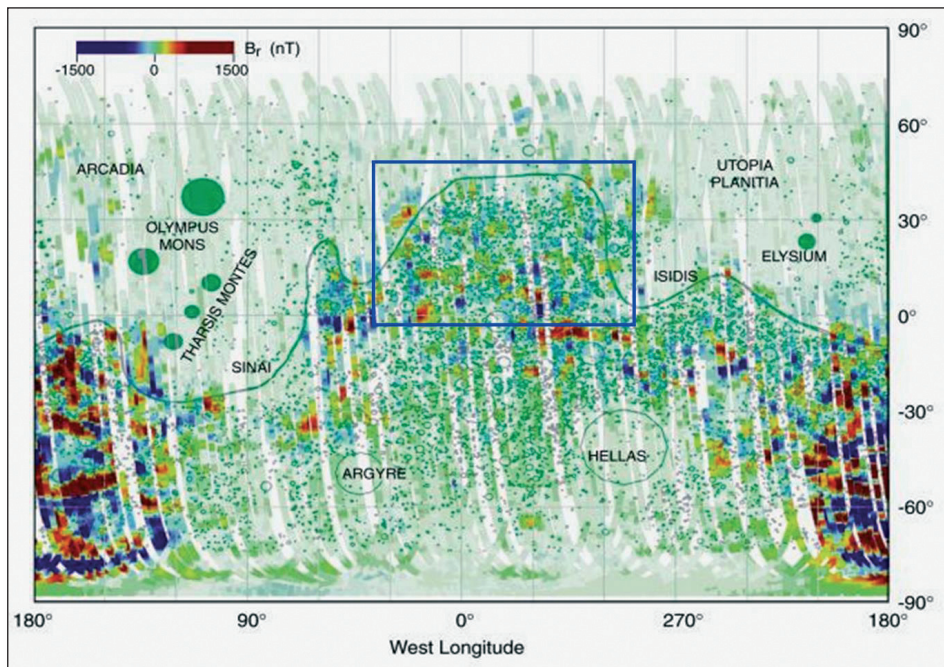 Br (nT)
-1500 0 1500
90°
60°
ARCADIA
UTOPIA
PLANITIA
OLYMPUS
MONS
30°
ELYSIUM
THARSIS MONTES
ISIDIS
0°
SINAI
-30°
ARGYRE
HELLAS
-60°
-90°
180° 90° 0° 270° 180°
West Longitude